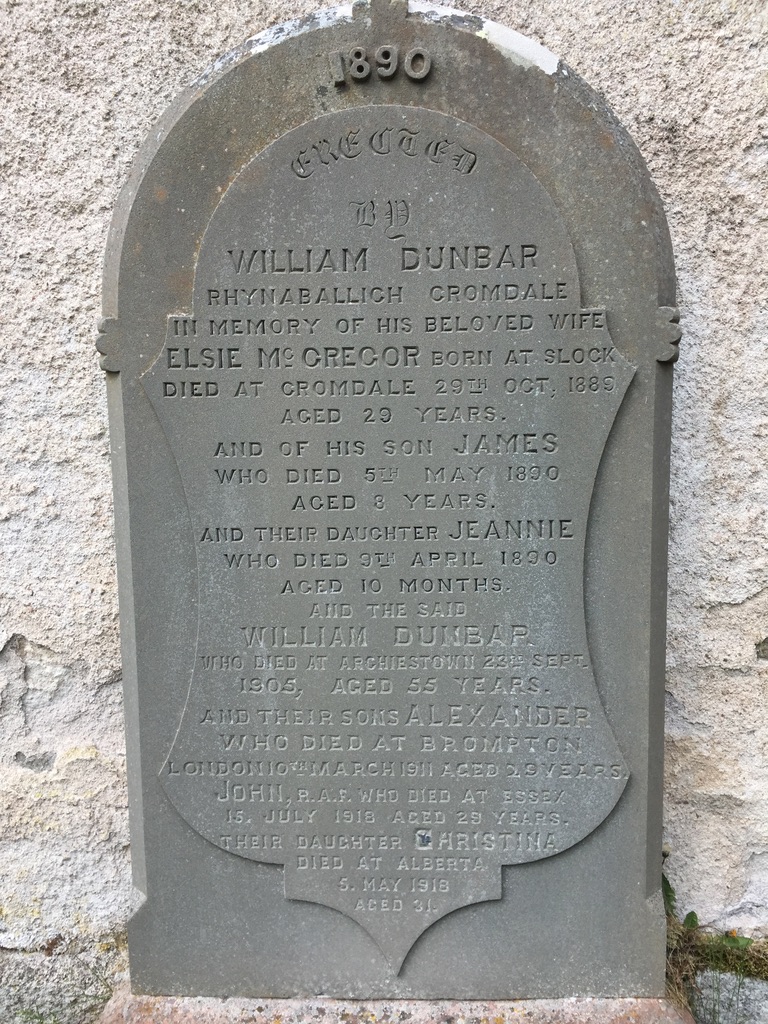 1890
ERECTED
BY
WILLIAM DUNBAR
RHYNABALLICH CROMDALE
IN MEMORY OF HIS BELOVED WIFE
ELSIE Mc GREGOR BORN AT SLOCK
DIED AT CROMDALE 29TH OCT, 1889
AGED 29 YEARS.
AND OF HIS SON JAMES
WHO DIED 5TH MAY 1890
AGED 8 YEARS.
AND THEIR DAUGHTER JEANNIE
WHO DIED 9TH APRIL 1890
AGED 10 MONTHS.
AND THE SAID
WILLIAM DUNBAR
WHO DIED AT ARCHIESTOWN 23RD SEPT.
1905, AGED 55 YEARS.
AND THEIR SONS ALEXANDER
WHO DIED AT BROMPTON
LONDON 10TH MARCH 1911 AGED 29 YEARS.
JOHN, R.A.F. WHO DIED AT ESSEX
15. JULY 1918 AGED 29 YEARS.
THEIR DAUGHTER CHRISTINA
DIED AT ALBERTA
5. MAY 1918
AGED 31.